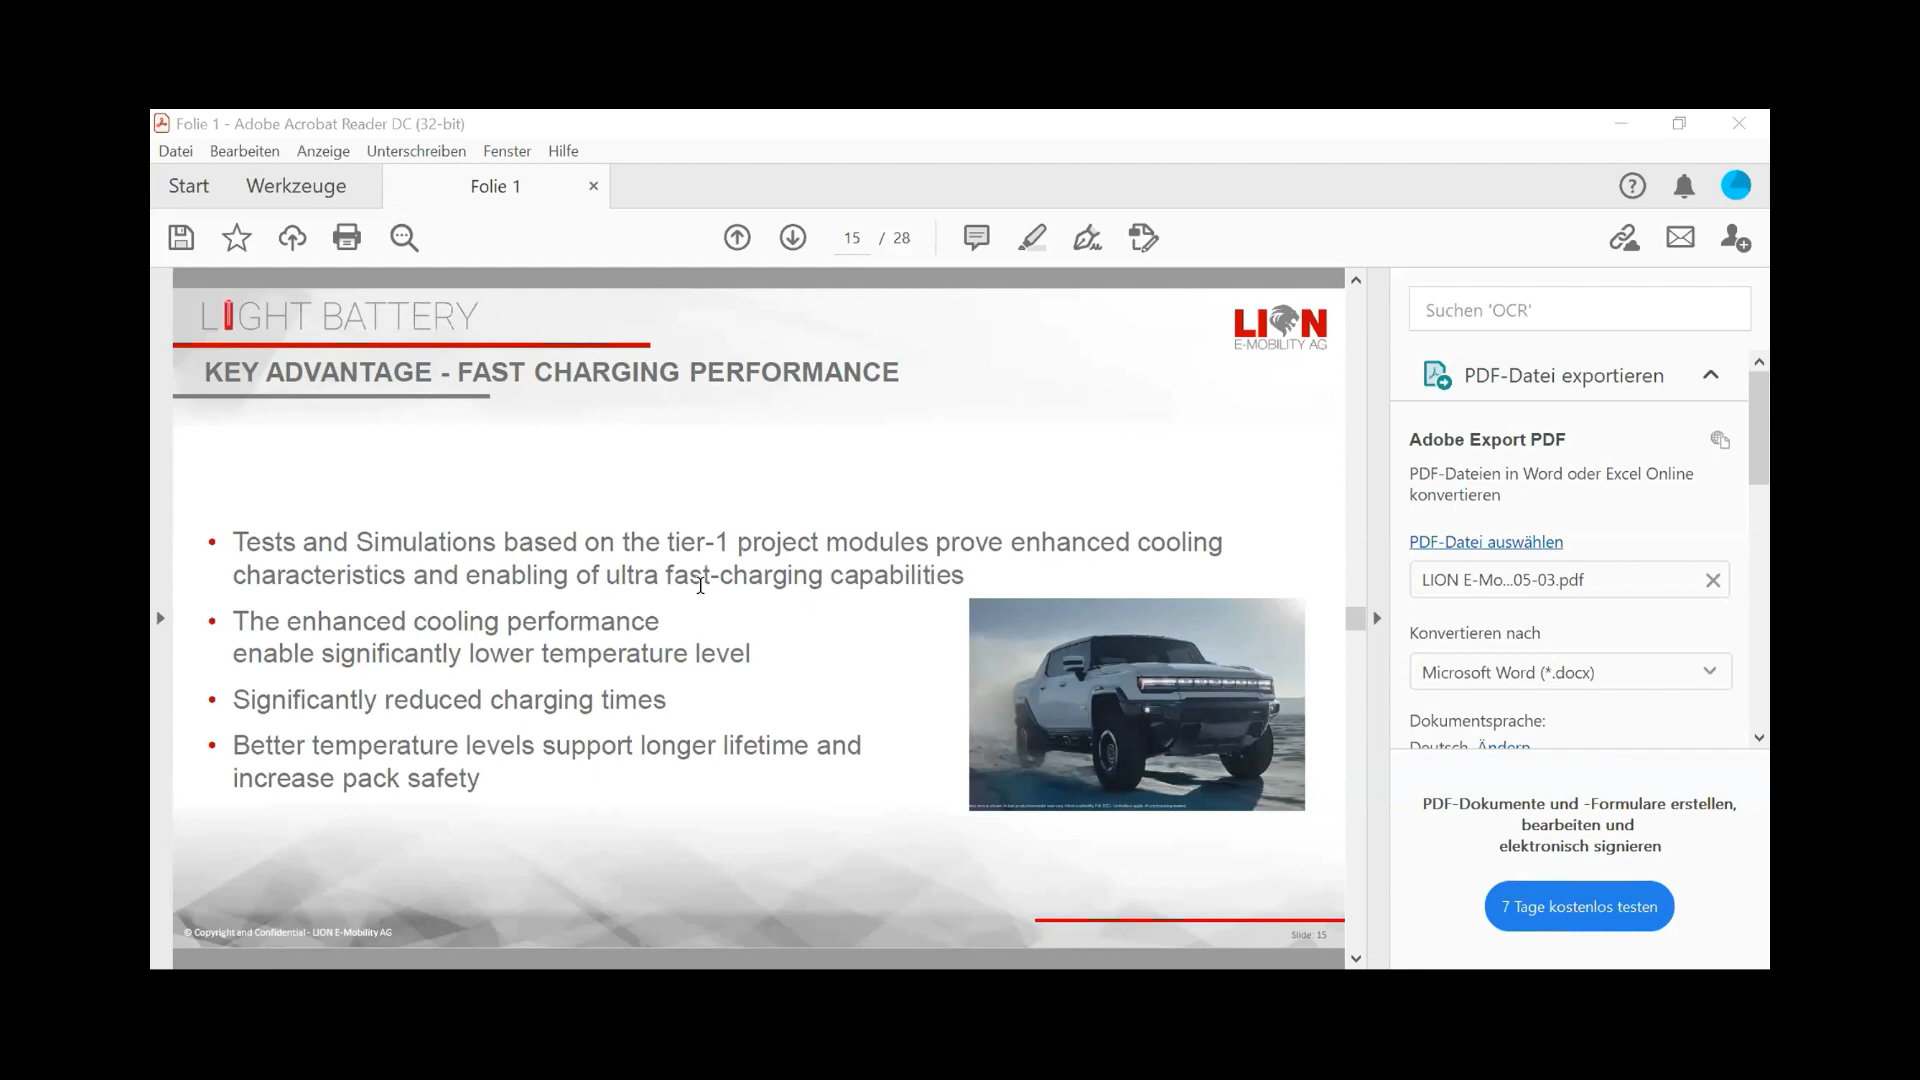 Folie 1 - Adobe Acrobat Reader DC (32-bit)
Datei Bearbeiten Anzeige Unterschreiben Fenster Hilfe
Start Werkzeuge Folie 1
15 / 28
LIGHT BATTERY
LION
E-MOBILITY AG
KEY ADVANTAGE - FAST CHARGING PERFORMANCE
• Tests and Simulations based on the tier-1 project modules prove enhanced cooling
characteristics and enabling of ultra fast-charging capabilities
• The enhanced cooling performance
enable significantly lower temperature level
• Significantly reduced charging times
• Better temperature levels support longer lifetime and
increase pack safety
© Copyright and Confidential - LION E-Mobility AG
Slide: 15
Suchen 'OCR'
PDF-Datei exportieren
Adobe Export PDF
PDF-Dateien in Word oder Excel Online
konvertieren
PDF-Datei auswählen
LION E-Mo...05-03.pdf
Konvertieren nach
Microsoft Word (*.docx)
Dokumentsprache:
Deutsch Ändern
PDF-Dokumente und -Formulare erstellen,
bearbeiten und
elektronisch signieren
7 Tage kostenlos testen